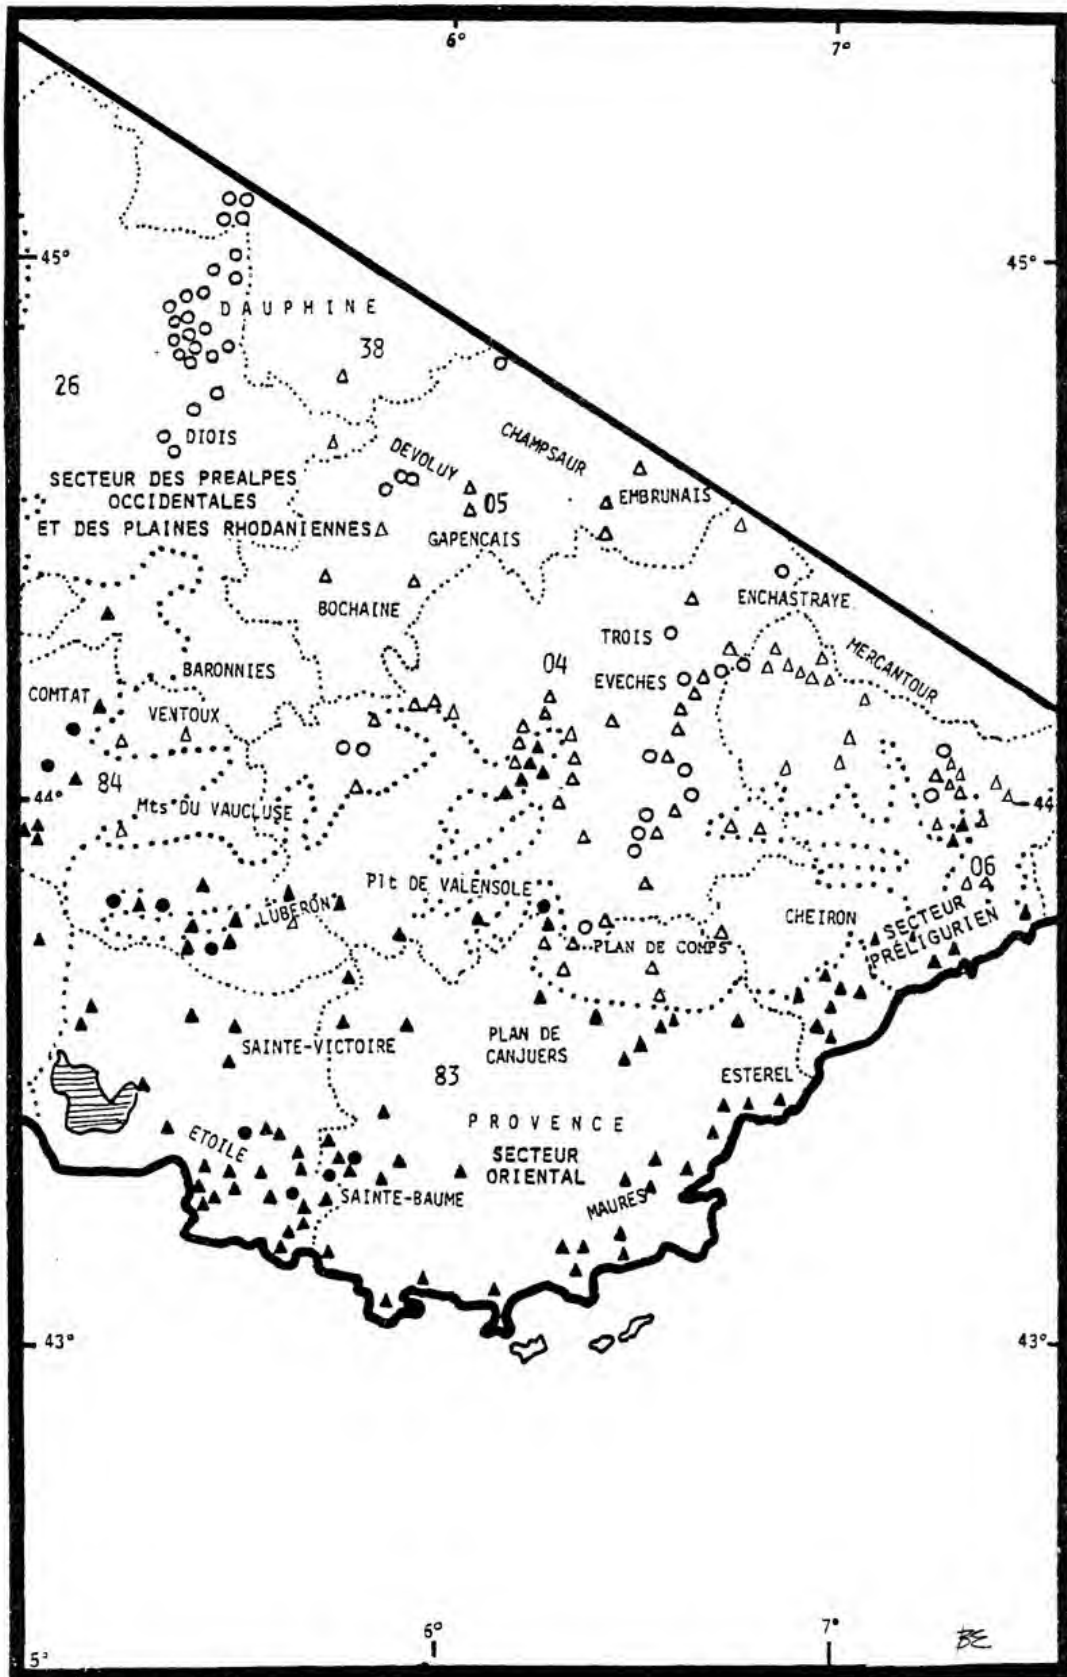 6°
7°
45°
45°
DAUPHINE
38
26
DIOIS
DEVOLUY
CHAMPSAUR
SECTEUR DES PREALPES
OCCIDENTALES
ET DES PLAINES RHODANIENNES
05
EMBRUNAIS
GAPENCAIS
BOCHAINE
ENCHASTRAYE
TROIS
EVECHES
04
MERCANTOUR
BARONNIES
COMTAT
VENTOUX
84
44°
44
Mts DU VAUCLUSE
06
Plt DE VALENSOLE
LUBERON
CHEIRON
SECTEUR
PRÉLIGURIEN
PLAN DE COMPS
SAINTE-VICTOIRE
PLAN DE
CANJUERS
83
ESTEREL
PROVENCE
ETOILE
SECTEUR
ORIENTAL
SAINTE-BAUME
MAURES
43°
43°
6°
7°
BE
5°